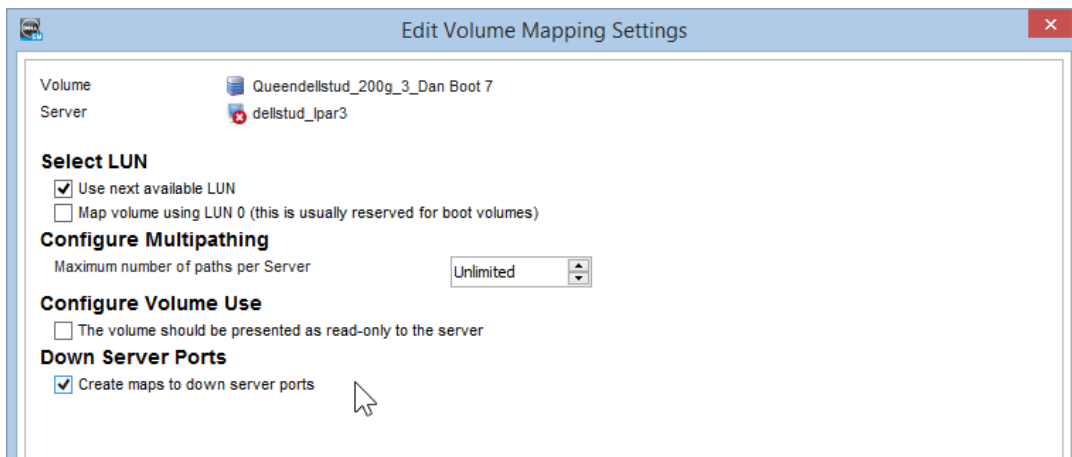 Edit Volume Mapping Settings
Volume Queendellstud_200g_3_Dan Boot 7
Server dellstud_lpar3
Select LUN
Use next available LUN
Map volume using LUN 0 (this is usually reserved for boot volumes)
Configure Multipathing
Maximum number of paths per Server Unlimited
Configure Volume Use
The volume should be presented as read-only to the server
Down Server Ports
Create maps to down server ports